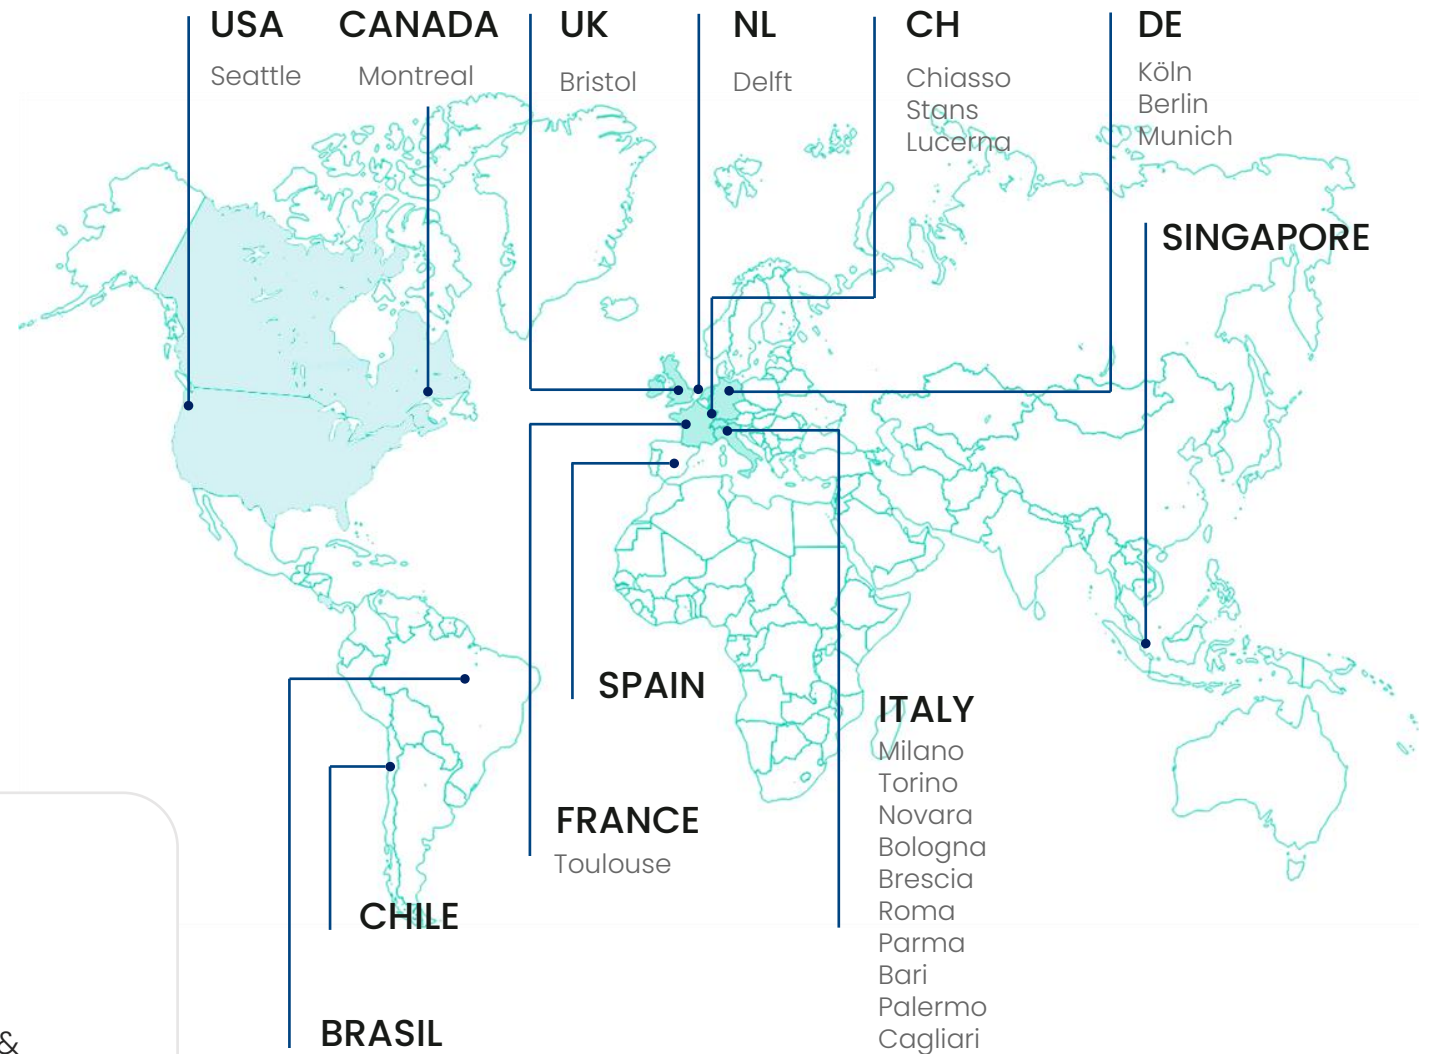 USA
Seattle
CANADA
Montreal
UK
Bristol
NL
Delft
CH
Chiasso
Stans
Lucerna
DE
Köln
Berlin
Munich
SINGAPORE
SPAIN
ITALY
Milano
Torino
Novara
Bologna
Brescia
Roma
Parma
Bari
Palermo
Cagliari
FRANCE
Toulouse
CHILE
BRASIL
&